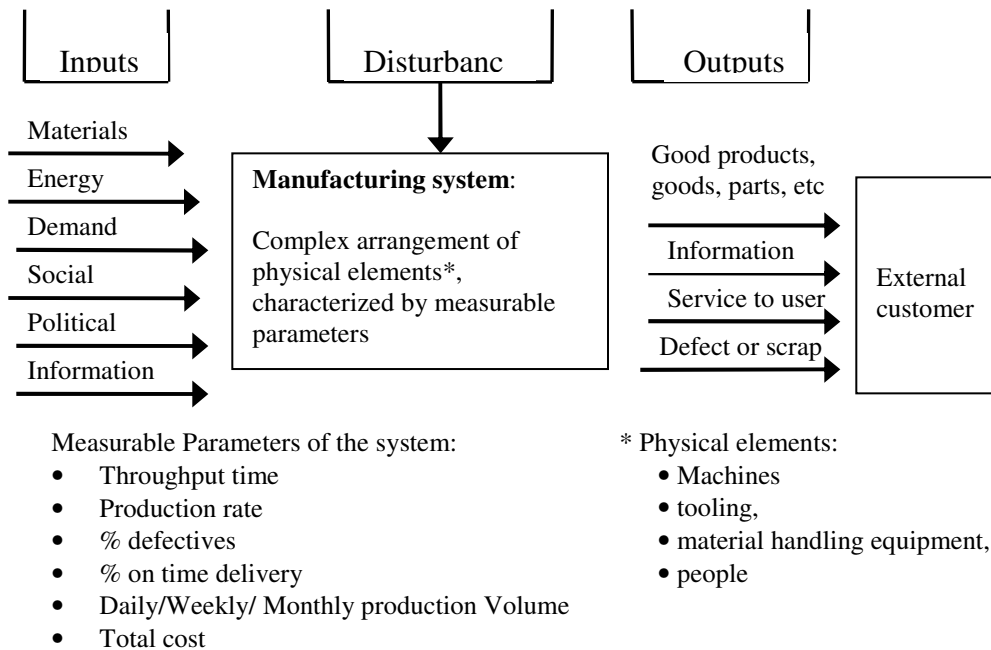 Inputs
Disturbanc
Outputs
Materials
Energy
Demand
Social
Political
Information
Manufacturing system:
Complex arrangement of
physical elements*,
characterized by measurable
parameters
Good products,
goods, parts, etc
Information
Service to user
Defect or scrap
External
customer
Measurable Parameters of the system:
• Throughput time
• Production rate
• % defectives
• % on time delivery
• Daily/Weekly/ Monthly production Volume
• Total cost
* Physical elements:
• Machines
• tooling,
• material handling equipment,
• people